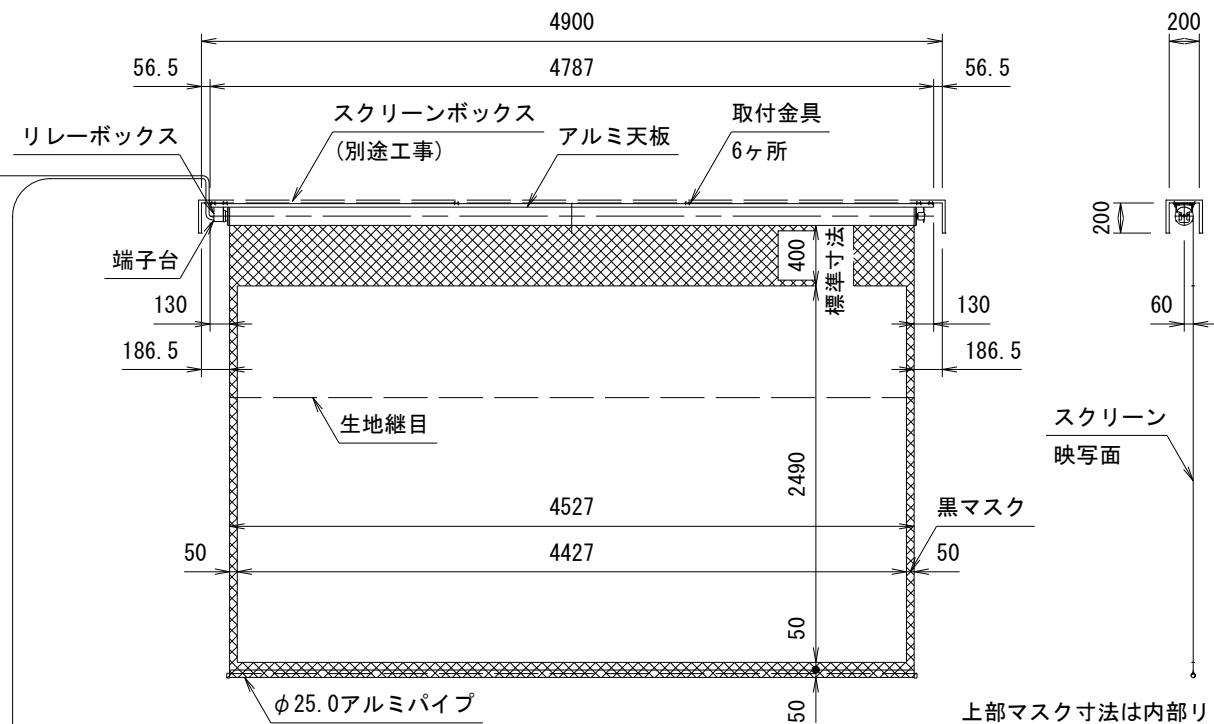 4900
200
56.5
4787
56.5
リレーボックス
スクリーンボックス
(別途工事)
アルミ天板
取付金具
6ヶ所
端子台
200
400
標準寸法
130
130
60
186.5
186.5
生地継目
スクリーン
映写面
2490
4527
黒マスク
50
4427
50
50
φ25.0アルミパイプ
50
上部マスク寸法は内部リ